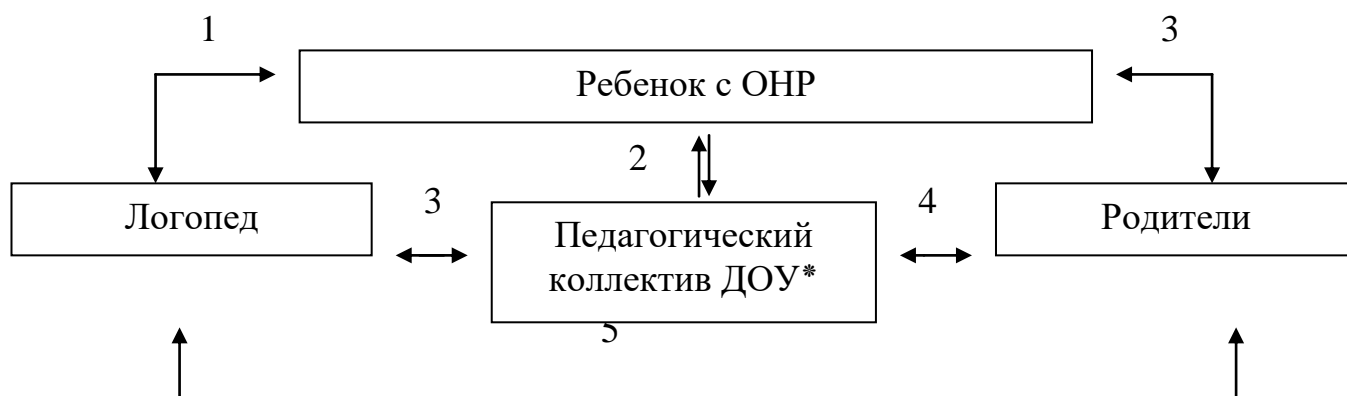 1
3
Ребенок с ОНР
2
Логопед
3
Педагогический
коллектив ДОУ*
4
Родители
5